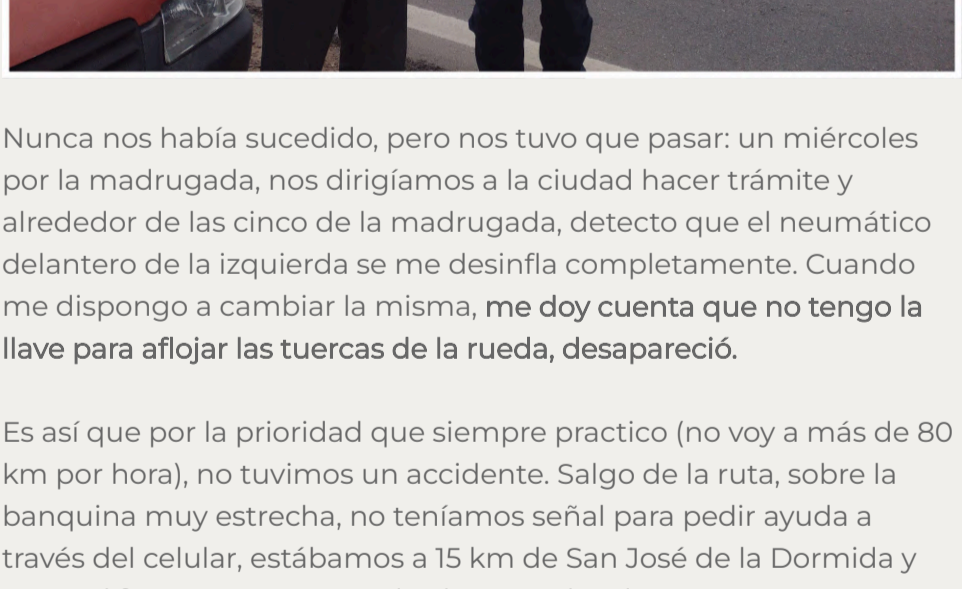 Nunca nos había sucedido, pero nos tuvo que pasar: un miércoles
por la madrugada, nos dirigíamos a la ciudad hacer trámite y
alrededor de las cinco de la madrugada, detecto que el neumático
delantero de la izquierda se me desinfla completamente. Cuando
me dispongo a cambiar la misma, me doy cuenta que no tengo la
llave para aflojar las tuercas de la rueda, desapareció.
Es así que por la prioridad que siempre practico (no voy a más de 80
km por hora), no tuvimos un accidente. Salgo de la ruta, sobre la
banquina muy estrecha, no teníamos señal para pedir ayuda a
través del celular, estábamos a 15 km de San José de la Dormida y